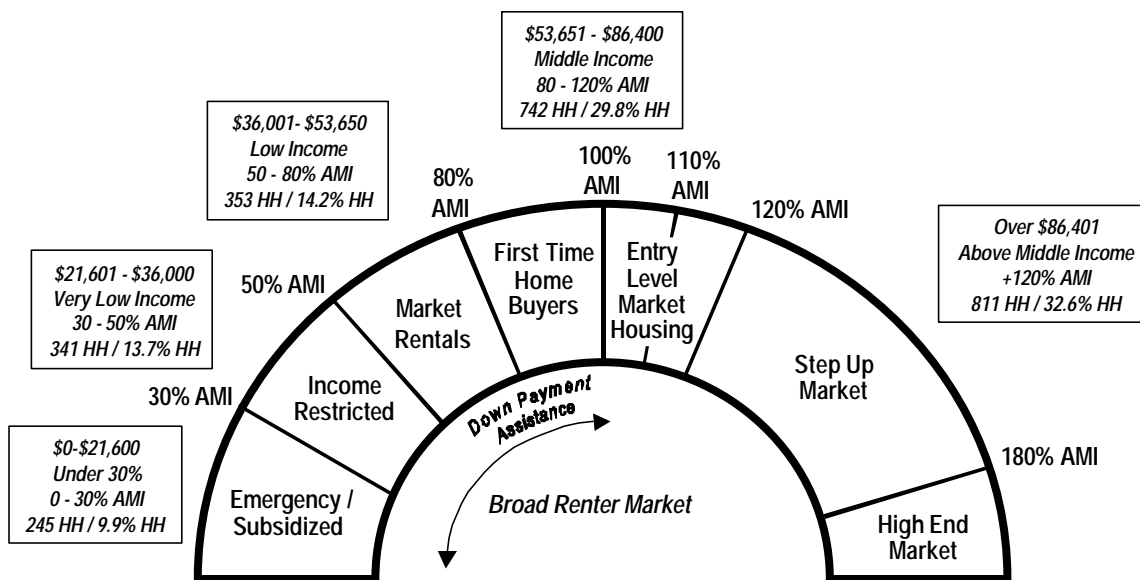 $53,651 - $86,400
Middle Income
80 - 120% AMI
742 HH / 29.8% HH
$36,001- $53,650
Low Income
50 - 80% AMI
353 HH / 14.2% HH
$21,601 - $36,000
Very Low Income
30 - 50% AMI
341 HH / 13.7% HH
$0-$21,600
Under 30%
0 - 30% AMI
245 HH / 9.9% HH
Over $86,401
Above Middle Income
+120% AMI
811 HH / 32.6% HH
30% AMI
50% AMI
80%
AMI
100%
AMI
110%
AMI
120% AMI
180% AMI
Emergency /
Subsidized
Income
Restricted
Market
Rentals
First Time
Home
Buyers
Entry
Level
Market
Housing
Step Up
Market
High End
Market
Down Payment
Assistance
Broad Renter Market